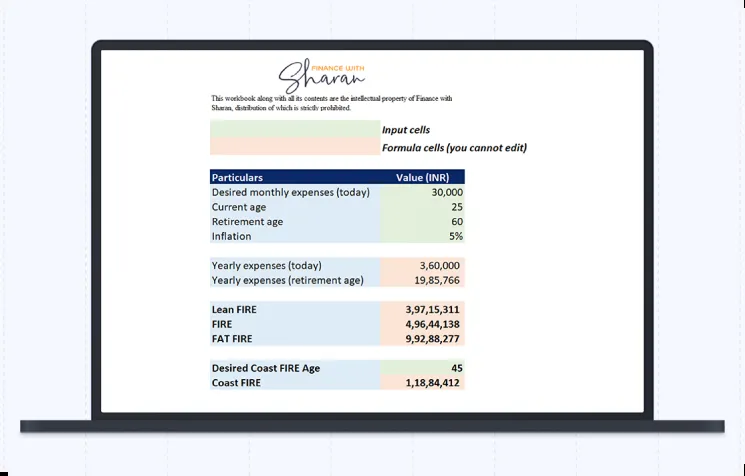 FINANCE WITH
Sharan
This workbook along with all its contents are the intellectual property of Finance with
Sharan, distribution of which is strictly prohibited.
Input cells
Formula cells (you cannot edit)
Particulars Value (INR)
Desired monthly expenses (today) 30,000
Current age 25
Retirement age 60
Inflation 5%
Yearly expenses (today) 3,60,000
Yearly expenses (retirement age) 19,85,766
Lean FIRE 3,97,15,311
FIRE 4,96,44,138
FAT FIRE 9,92,88,277
Desired Coast FIRE Age 45
Coast FIRE 1,18,84,412